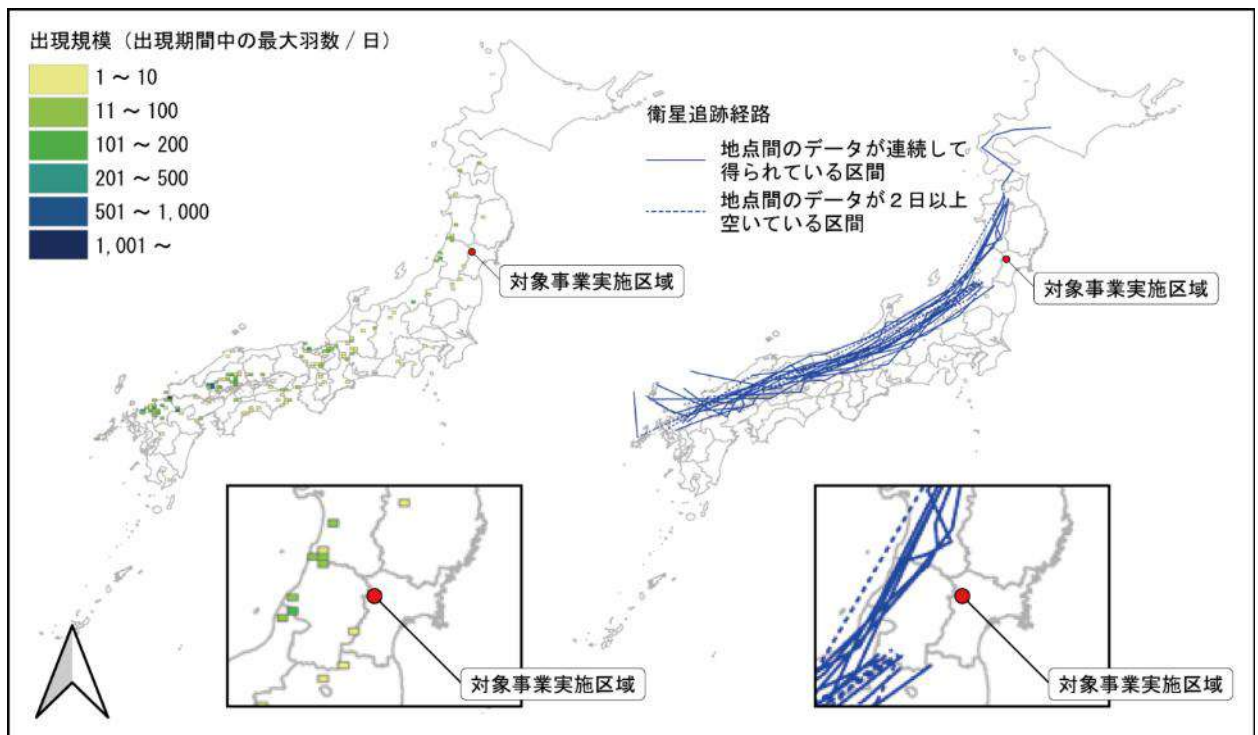 出現規模（出現期間中の最大羽数 / 日）
1 ～ 10
11 ～ 100
101 ～ 200
201 ～ 500
501 ～ 1,000
1,001 ～
対象事業実施区域
衛星追跡経路
地点間のデータが連続して
得られている区間
地点間のデータが２日以上
空いている区間
対象事業実施区域
対象事業実施区域
対象事業実施区域